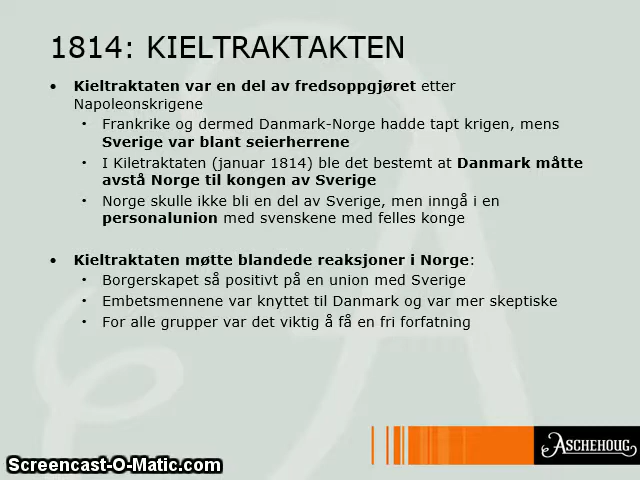 1814: KIELTRAKTAKTEN
• Kieltraktaten var en del av fredsoppgjøret etter
Napoleonskrigene
• Frankrike og dermed Danmark-Norge hadde tapt krigen, mens
Sverige var blant seierherrene
• I Kiletraktaten (januar 1814) ble det bestemt at Danmark måtte
avstå Norge til kongen av Sverige
• Norge skulle ikke bli en del av Sverige, men inngå i en
personalunion med svenskene med felles konge
• Kieltraktaten møtte blandede reaksjoner i Norge:
• Borgerskapet så positivt på en union med Sverige
• Embetsmennene var knyttet til Danmark og var mer skeptiske
• For alle grupper var det viktig å få en fri forfatning
ASCHEHOUG
Screencast-O-Matic.com